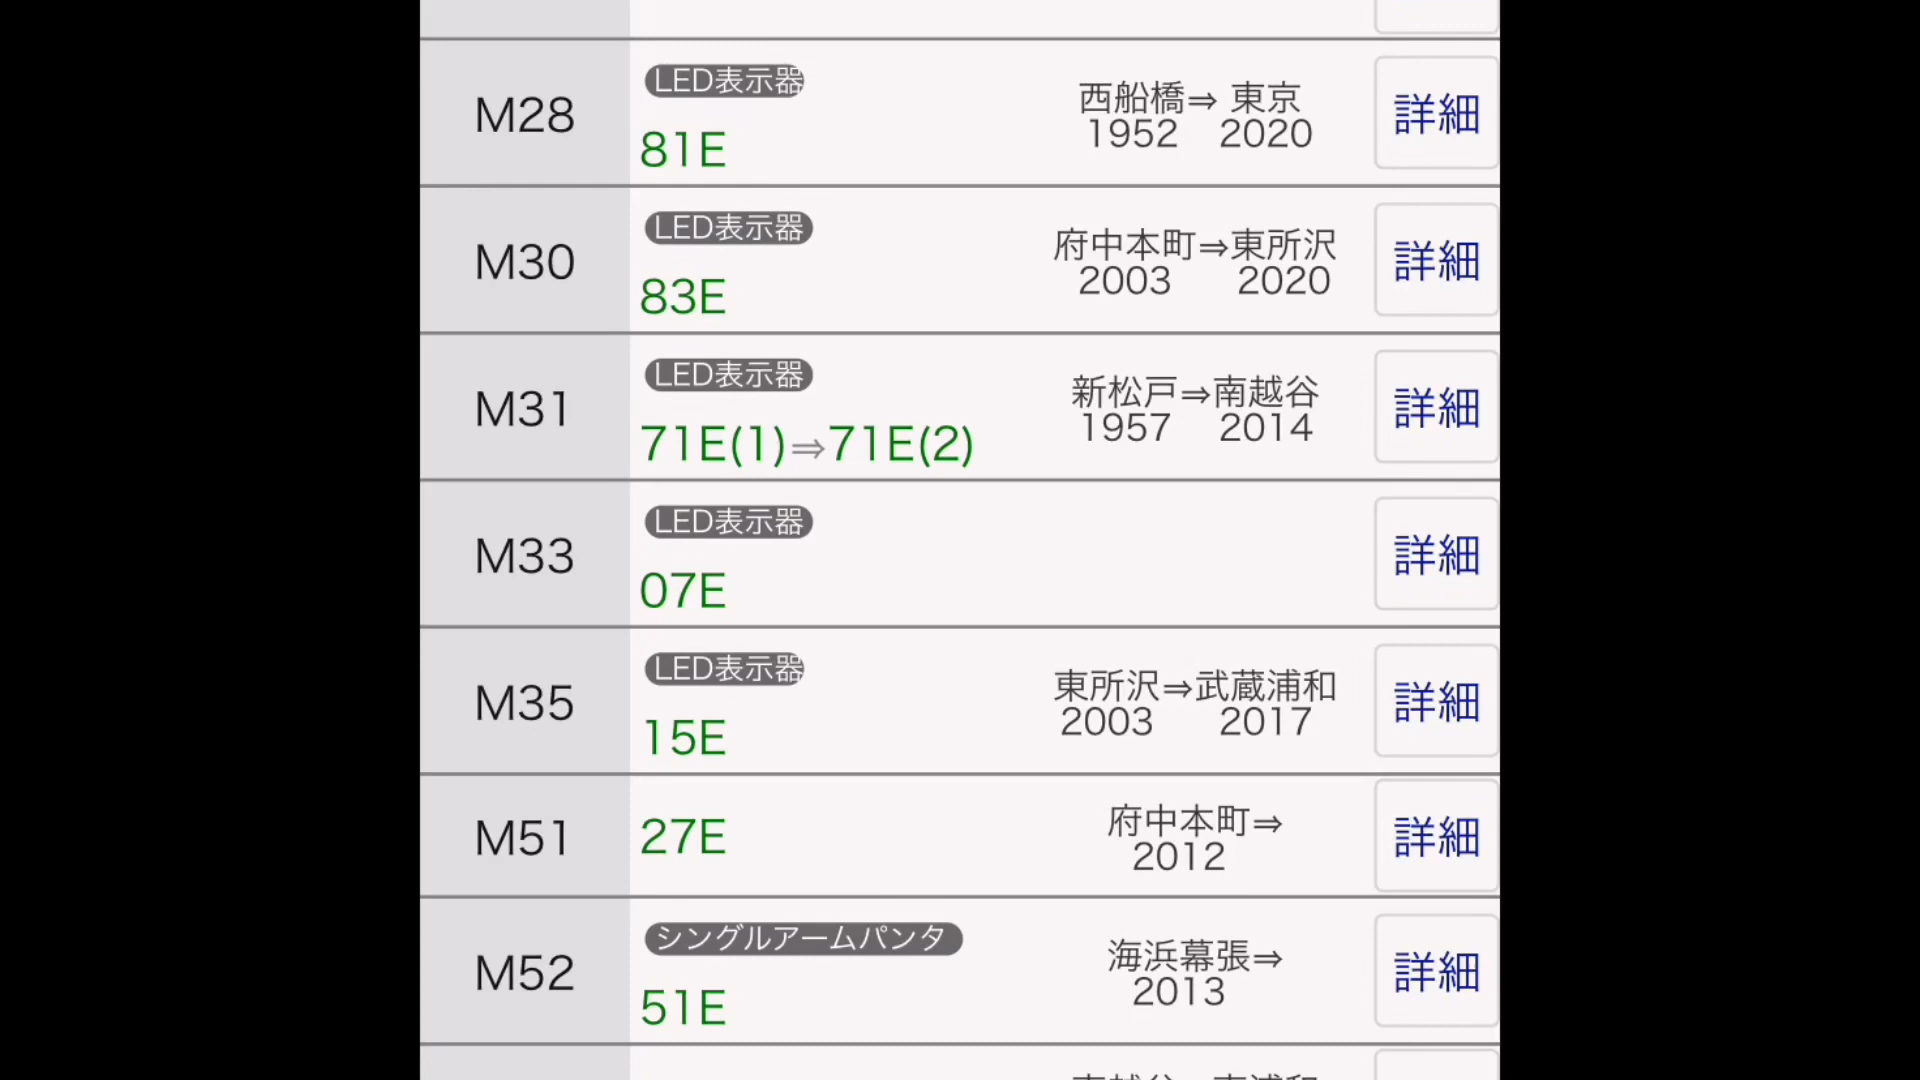 M28
LED表示器
81E
西船橋⇒ 東京
1952 2020
詳細
M30
LED表示器
83E
府中本町⇒東所沢
2003 2020
詳細
M31
LED表示器
71E(1)⇒71E(2)
新松戸⇒南越谷
1957 2014
詳細
M33
LED表示器
07E
詳細
M35
LED表示器
15E
東所沢⇒武蔵浦和
2003 2017
詳細
M51
27E
府中本町⇒
2012
詳細
M52
シングルアームパンタ
51E
海浜幕張⇒
2013
詳細